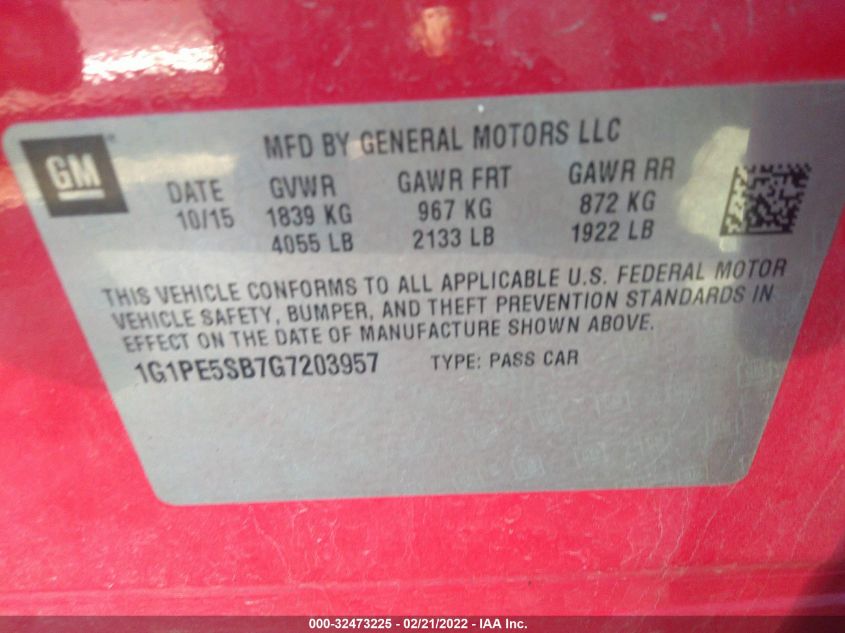 GM
MFD BY GENERAL MOTORS LLC
DATE GVWR GAWR FRT GAWR RR
10/15 1839 KG 967 KG 872 KG
4055 LB 2133 LB 1922 LB
THIS VEHICLE CONFORMS TO ALL APPLICABLE U.S. FEDERAL MOTOR
VEHICLE SAFETY, BUMPER, AND THEFT PREVENTION STANDARDS IN
EFFECT ON THE DATE OF MANUFACTURE SHOWN ABOVE.
1G1PE5SB7G7203957 TYPE: PASS CAR
000-32473225 - 02/21/2022 - IAA Inc.